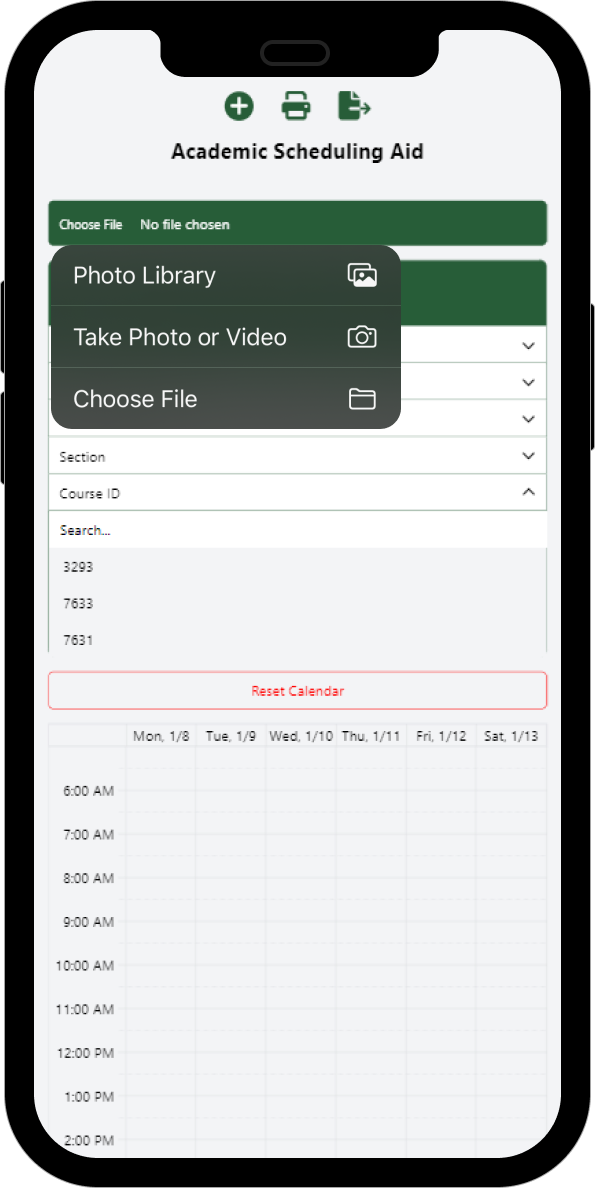 Academic Scheduling Aid
Choose File No file chosen
Photo Library
Take Photo or Video
Choose File
Section
Course ID
Search...
3293
7633
7631
Reset Calendar
Mon, 1/8 Tue, 1/9 Wed, 1/10 Thu, 1/11 Fri, 1/12 Sat, 1/13
6:00 AM
7:00 AM
8:00 AM
9:00 AM
10:00 AM
11:00 AM
12:00 PM
1:00 PM
2:00 PM